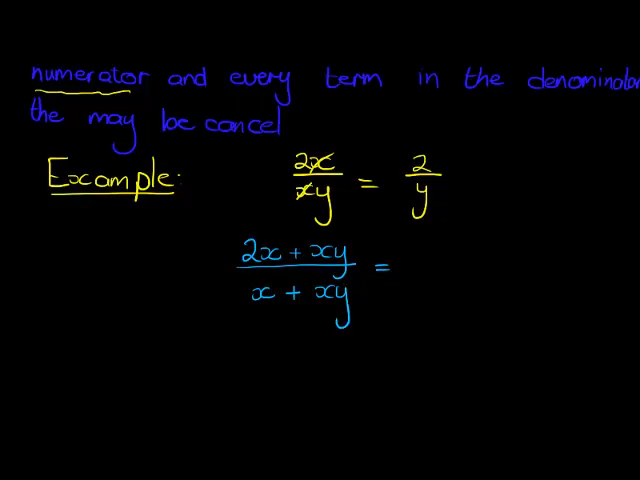 numerator and every term in the denominator
the may be cancel
Example:
2x/xy = 2/y
2x + xy/x + xy =